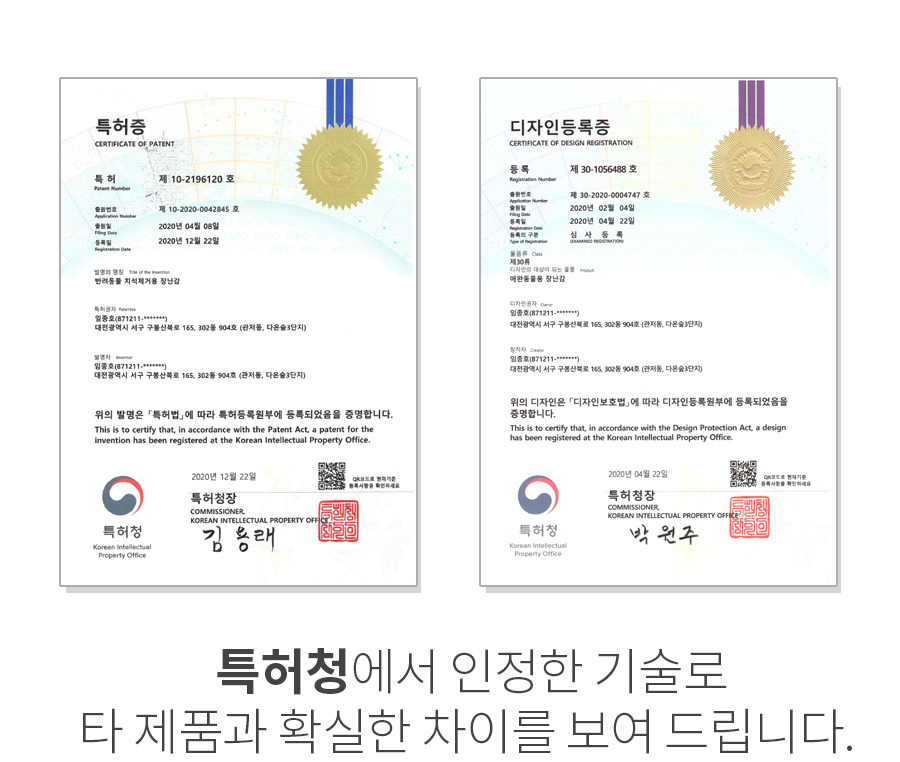 특허증
CERTIFICATE OF PATENT
특 허 제 10-2196120 호
Patent Number
출원번호 제 10-2020-0042845 호
Application Number
출원일 2020년 04월 08일
Filing Date
등록일 2020년 12월 22일
Registration Date
발명의 명칭 Title of the Invention
반려동물 치석제거용 장난감
특허권자 Patentee
임종호(871211-*******)
대전광역시 서구 구봉산북로 165, 302동 904호 (관저동, 다온숲3단지)
발명자 Inventor
임종호(871211-*******)
대전광역시 서구 구봉산북로 165, 302동 904호 (관저동, 다온숲3단지)
위의 발명은 「특허법」에 따라 특허등록원부에 등록되었음을 증명합니다.
This is to certify that, in accordance with the Patent Act, a patent for the
invention has been registered at the Korean Intellectual Property Office.
2020년 12월 22일
QR코드로 현재기준
등록사항을 확인하세요
특허청장
COMMISSIONER,
KOREAN INTELLECTUAL PROPERTY OFFICE
김용래
특허청
Korean Intellectual
Property Office
디자인등록증
CERTIFICATE OF DESIGN REGISTRATION
등 록 제 30-1056488 호
Registration Number
출원번호 제 30-2020-0004747 호
Application Number
출원일 2020년 02월 04일
Filing Date
등록일 2020년 04월 22일
Registration Date
등록의 구분 심 사 등 록
Type of Registration (EXAMINED REGISTRATION)
물품류 Class
제30류
디자인의 대상이 되는 물품 Product
애완동물용 장난감
디자인권자 Owner
임종호(871211-*******)
대전광역시 서구 구봉산북로 165, 302동 904호 (관저동, 다온숲3단지)
창작자 Creator
임종호(871211-*******)
대전광역시 서구 구봉산북로 165, 302동 904호 (관저동, 다온숲3단지)
위의 디자인은 「디자인보호법」에 따라 디자인등록원부에 등록되었음을
증명합니다.
This is to certify that, in accordance with the Design Protection Act, a design
has been registered at the Korean Intellectual Property Office.
2020년 04월 22일
QR코드로 현재기준
등록사항을 확인하세요
특허청장
COMMISSIONER,
KOREAN INTELLECTUAL PROPERTY OFFICE
박원주
특허청
Korean Intellectual
Property Office
특허청에서 인정한 기술로
타 제품과 확실한 차이를 보여 드립니다.